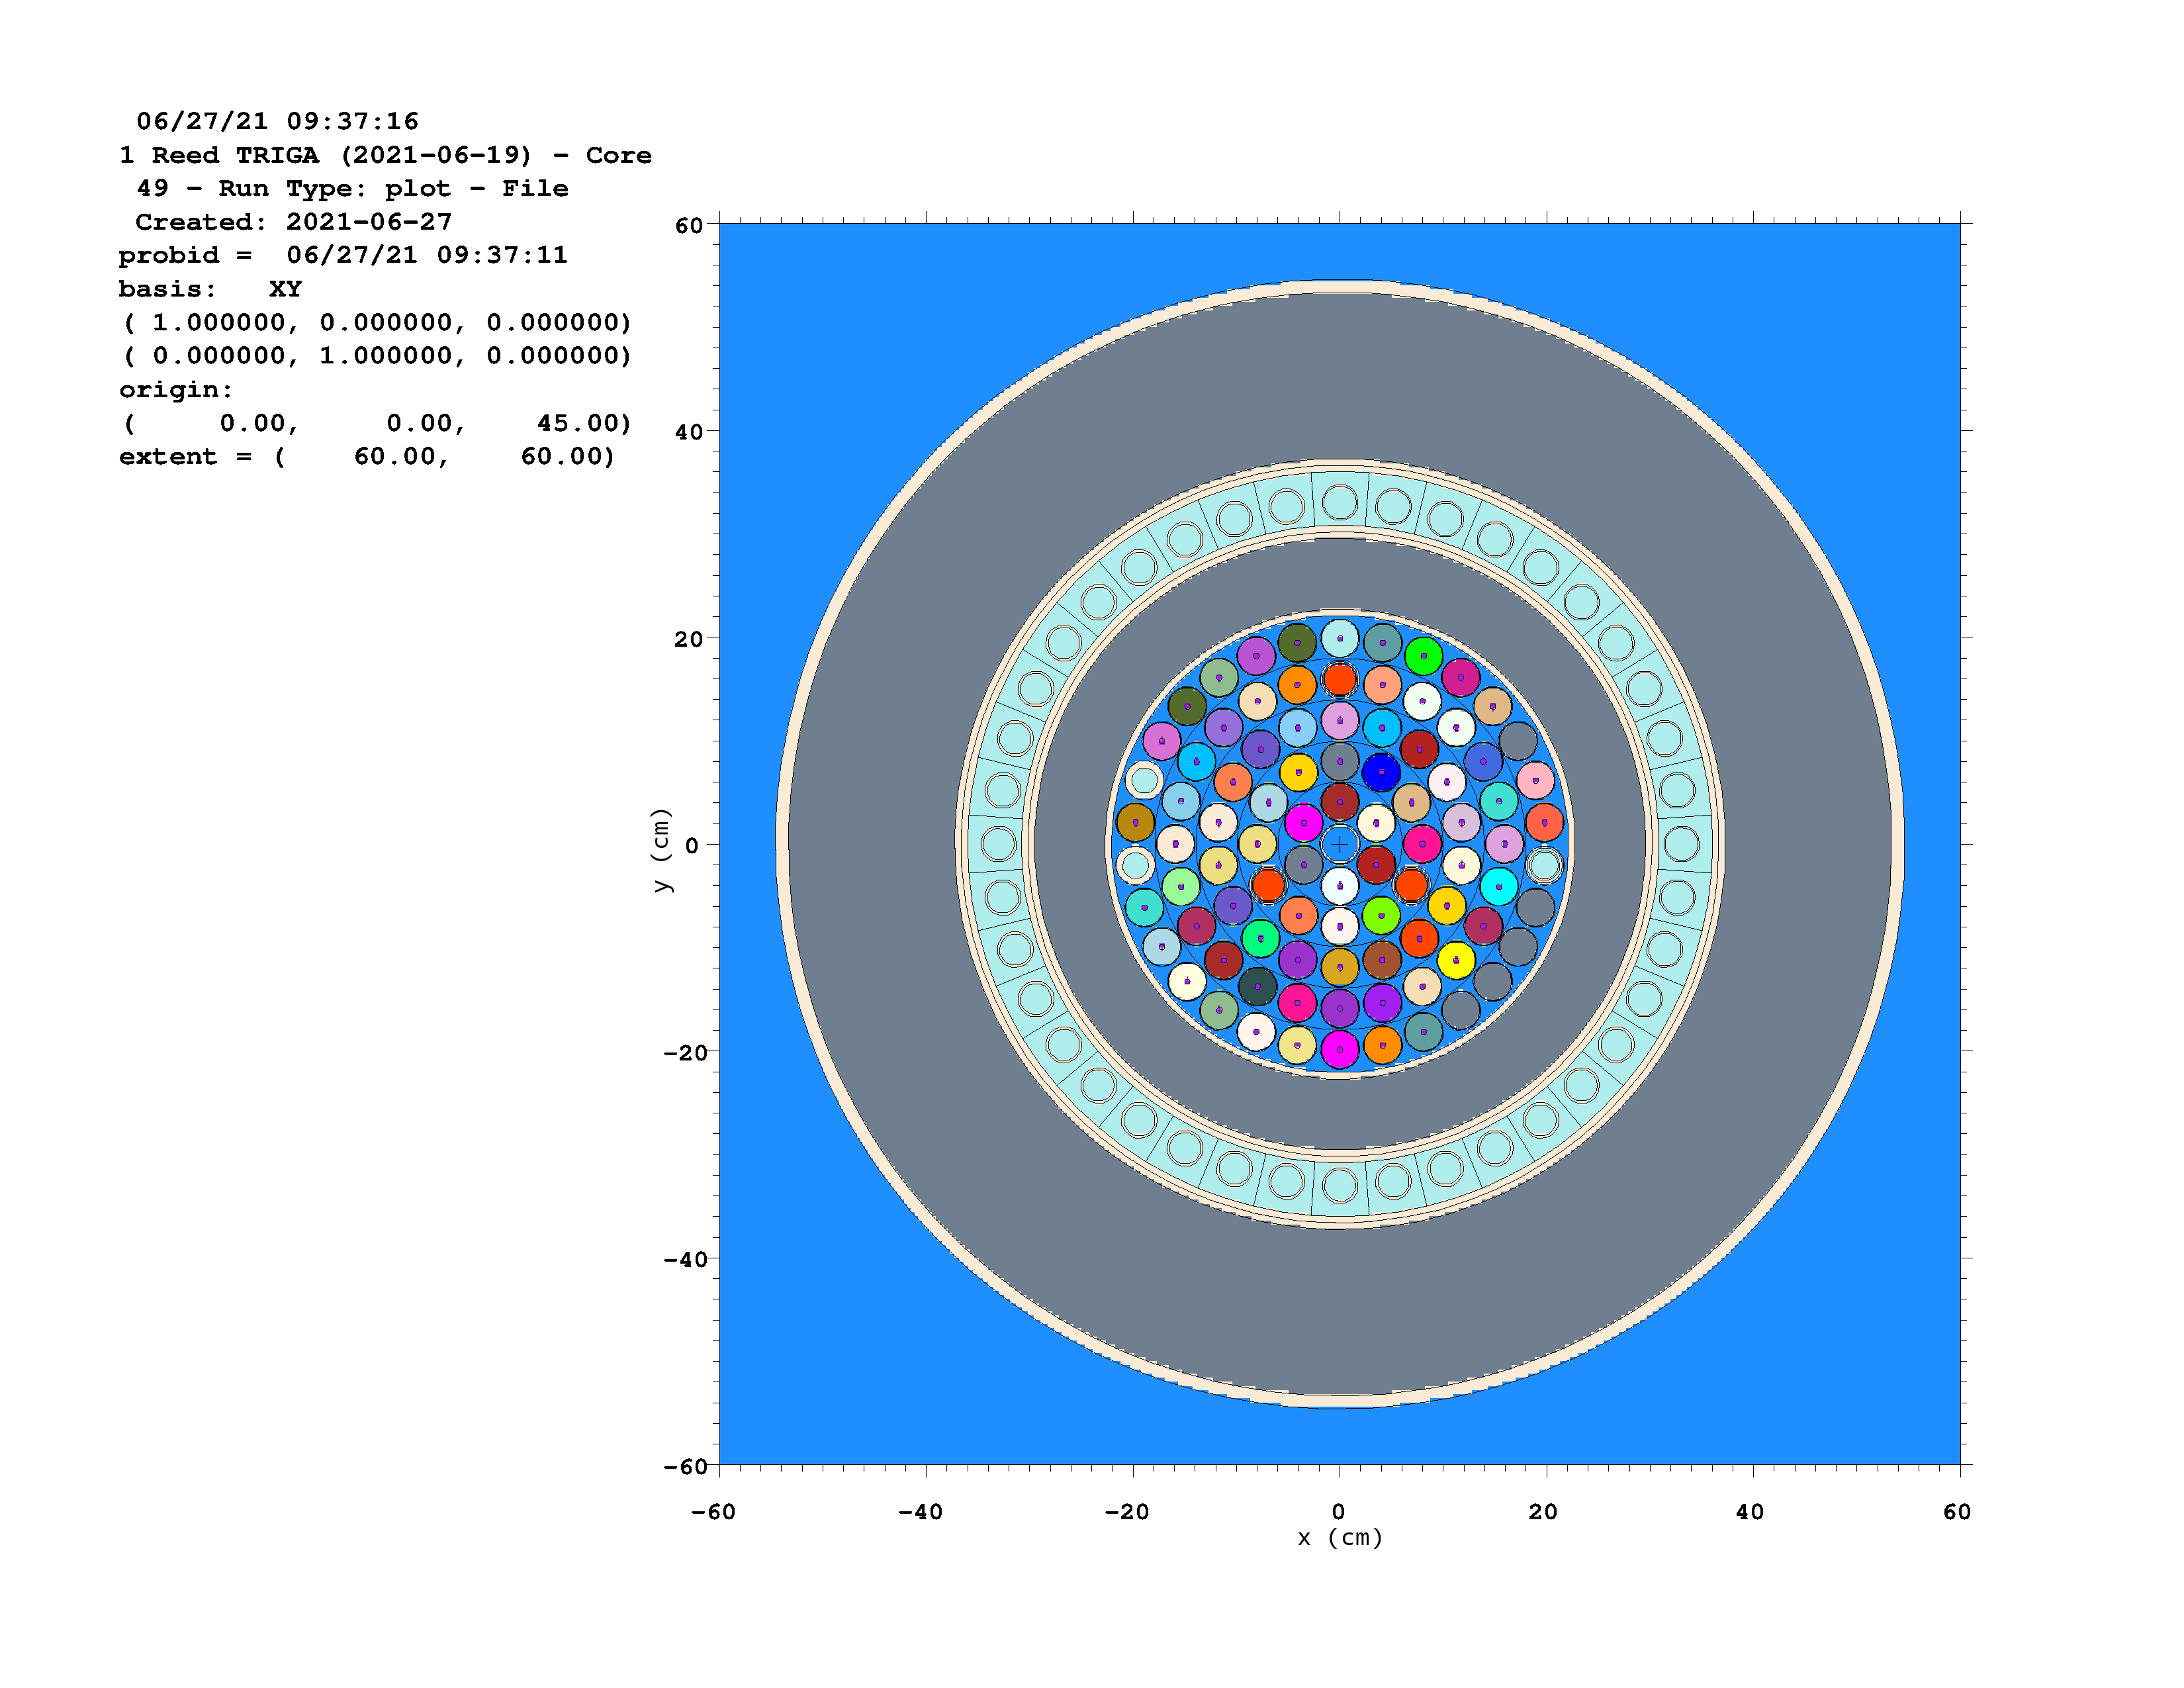 06/27/21 09:37:16
1 Reed TRIGA (2021-06-19) - Core
49 - Run Type: plot - File
Created: 2021-06-27
probid =  06/27/21 09:37:11
basis:   XY
( 1.000000, 0.000000, 0.000000)
( 0.000000, 1.000000, 0.000000)
origin:
(     0.00,     0.00,    45.00)
extent = (    60.00,    60.00)
60
40
20
0
-20
-40
-60
y (cm)
-60 -40 -20 0 20 40 60
x (cm)